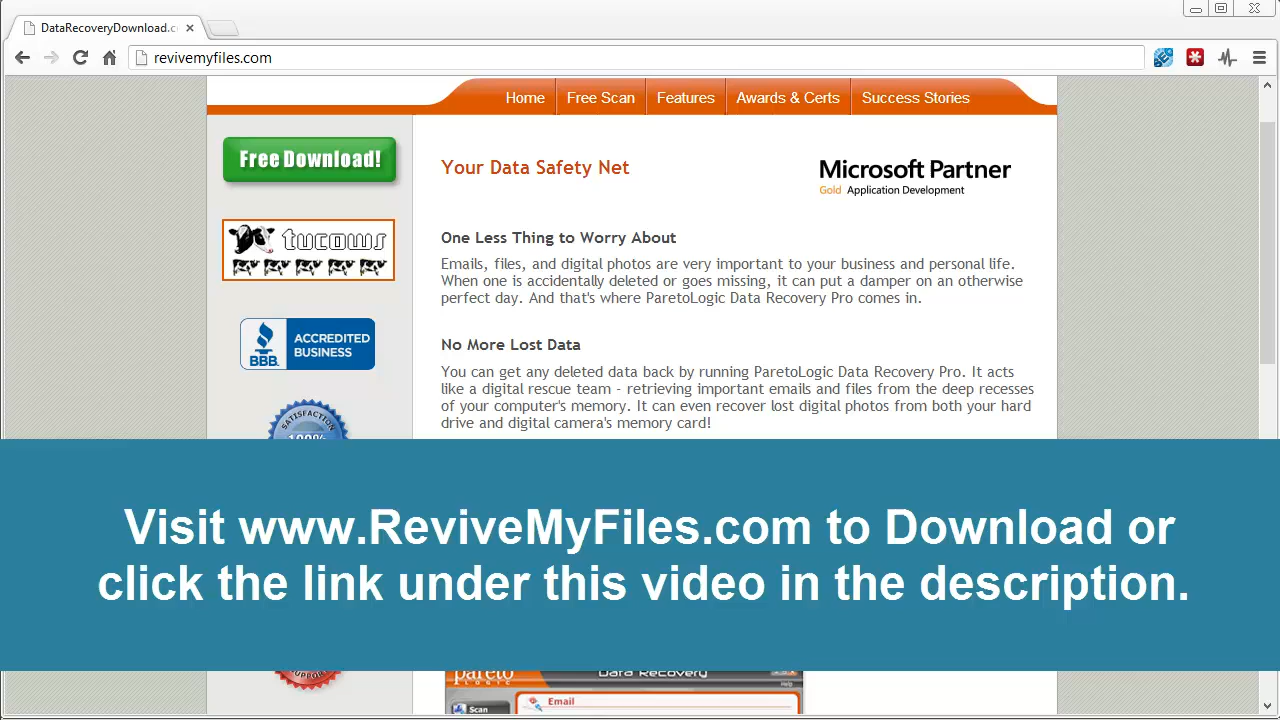 DataRecoveryDownload.c
revivemyfiles.com
Home Free Scan Features Awards & Certs Success Stories
Free Download!
tucows
BBB. ACCREDITED
BUSINESS
SATISFACTION
100%
Your Data Safety Net
Microsoft Partner
Gold Application Development
One Less Thing to Worry About
Emails, files, and digital photos are very important to your business and personal life.
When one is accidentally deleted or goes missing, it can put a damper on an otherwise
perfect day. And that's where ParetoLogic Data Recovery Pro comes in.
No More Lost Data
You can get any deleted data back by running ParetoLogic Data Recovery Pro. It acts
like a digital rescue team - retrieving important emails and files from the deep recesses
of your computer's memory. It can even recover lost digital photos from both your hard
drive and digital camera's memory card!
Visit www.ReviveMyFiles.com to Download or
click the link under this video in the description.
SUPPORT
pareto Data Recovery
LOGIC Help
Scan Email